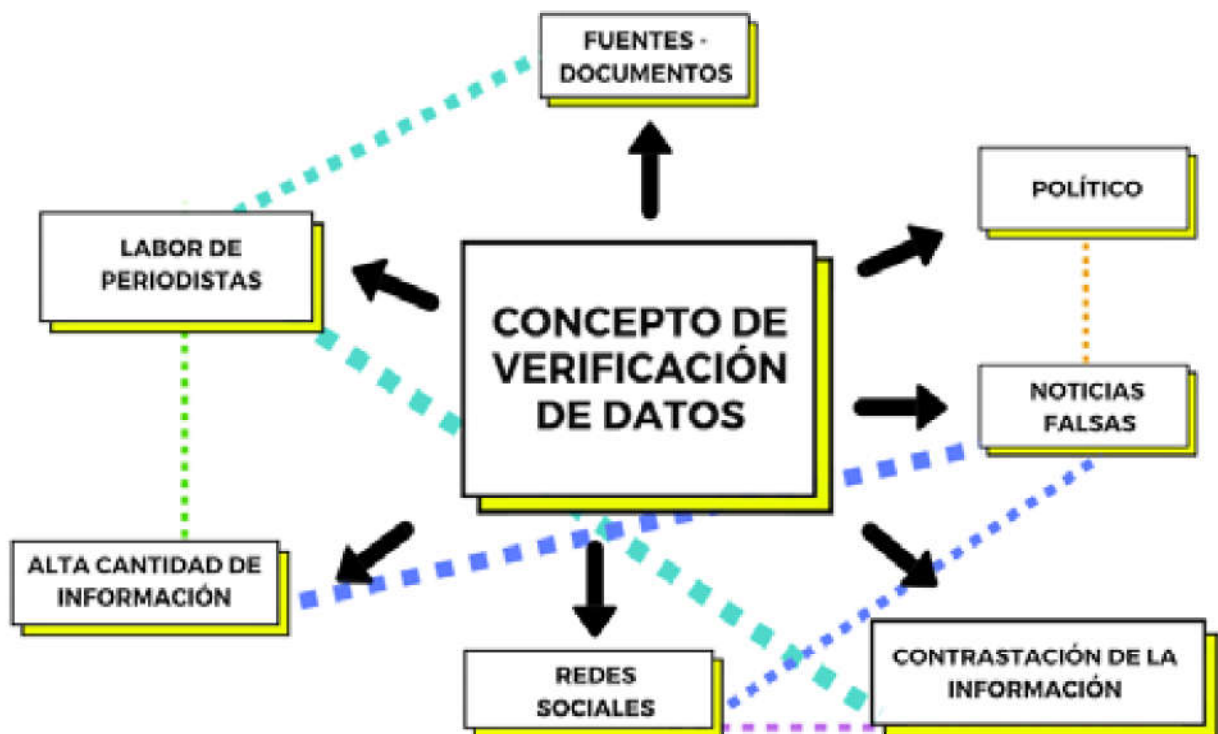 FUENTES -
DOCUMENTOS
POLÍTICO
LABOR DE
PERIODISTAS
CONCEPTO DE
VERIFICACIÓN
DE DATOS
NOTICIAS
FALSAS
ALTA CANTIDAD DE
INFORMACIÓN
REDES
SOCIALES
CONTRASTACIÓN DE LA
INFORMACIÓN